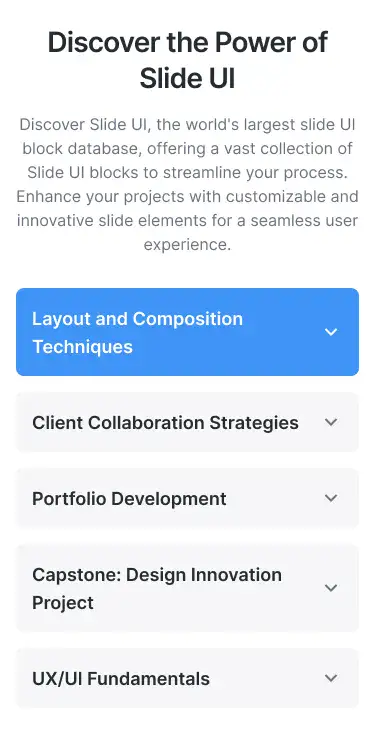 Discover the Power of
Slide UI
Discover Slide UI, the world's largest slide UI
block database, offering a vast collection of
Slide UI blocks to streamline your process.
Enhance your projects with customizable and
innovative slide elements for a seamless user
experience.
Layout and Composition
Techniques
Client Collaboration Strategies
Portfolio Development
Capstone: Design Innovation
Project
UX/UI Fundamentals